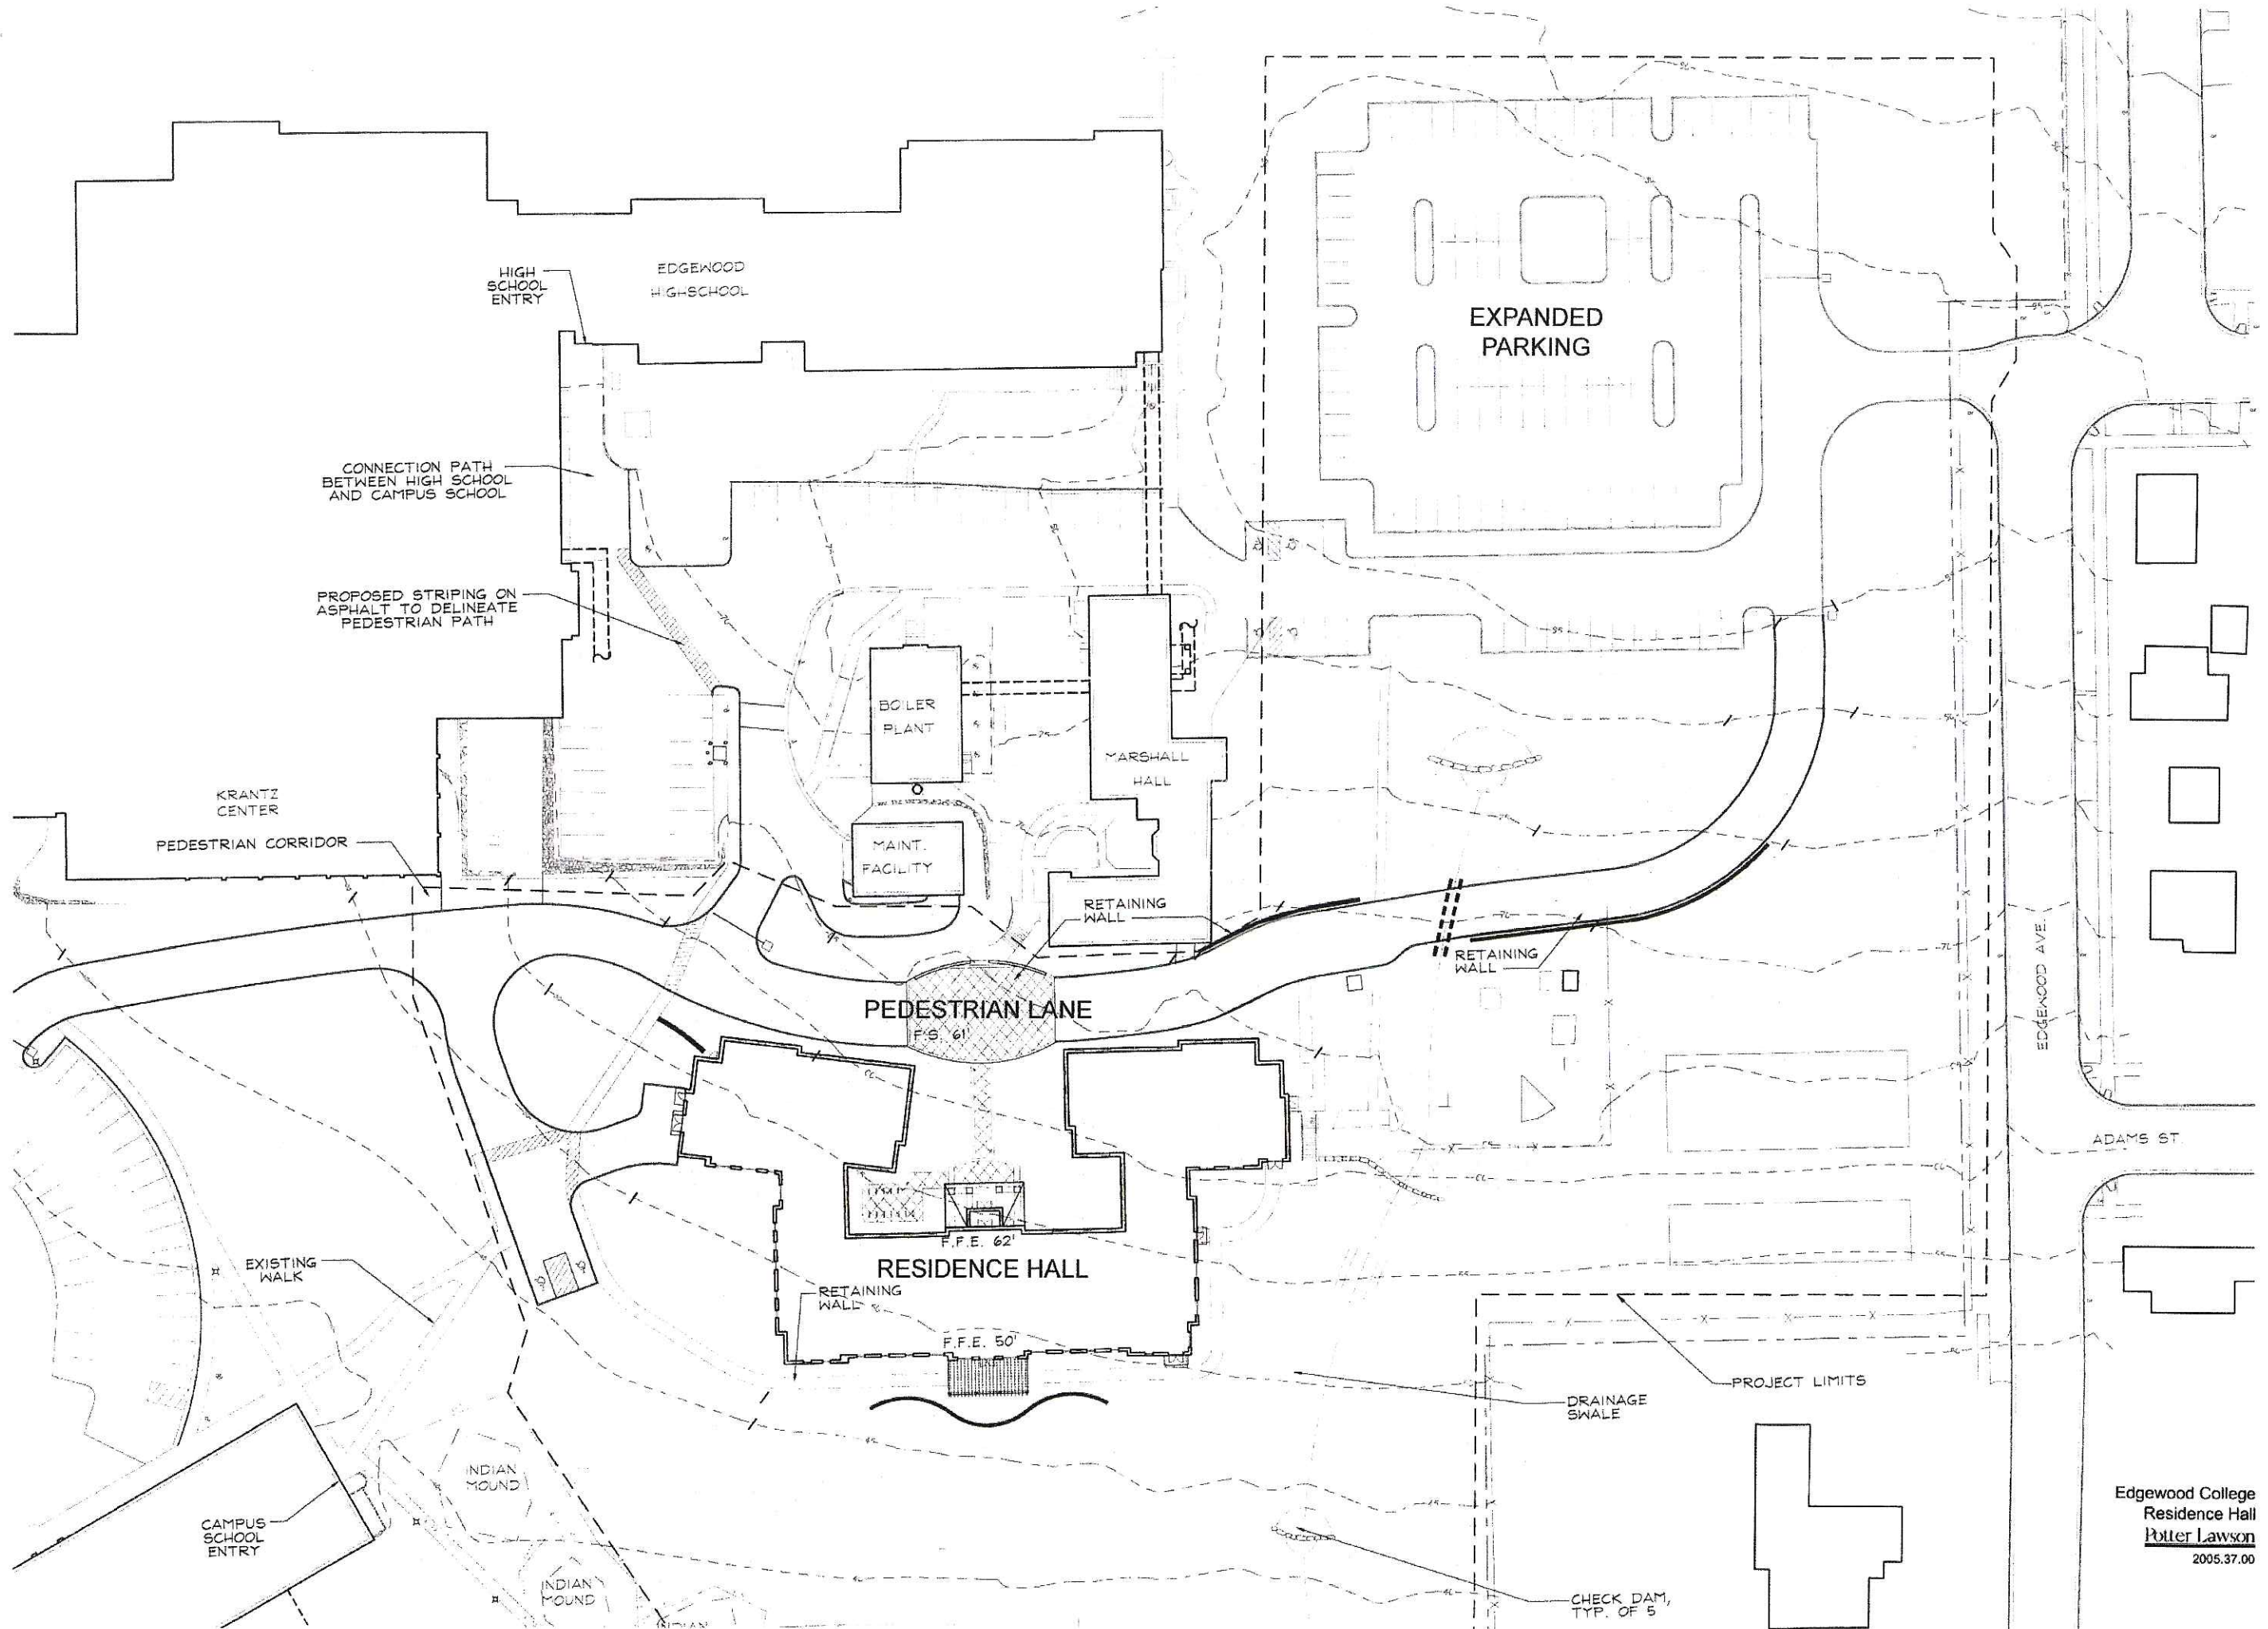 HIGH
SCHOOL
ENTRY
EDGEWOOD
HIGHSCHOOL
EXPANDED
PARKING
CONNECTION PATH
BETWEEN HIGH SCHOOL
AND CAMPUS SCHOOL
PROPOSED STRIPING ON
ASPHALT TO DELINEATE
PEDESTRIAN PATH
BOILER
PLANT
MARSHALL
HALL
KRANTZ
CENTER
PEDESTRIAN CORRIDOR
MAINT.
FACILITY
RETAINING
WALL
RETAINING
WALL
EDGEWOOD AVE.
PEDESTRIAN LANE
F.S. 61'
ADAMS ST.
F.F.E. 62'
RESIDENCE HALL
EXISTING
WALK
RETAINING
WALL
F.F.E. 50'
PROJECT LIMITS
DRAINAGE
SWALE
INDIAN
MOUND
CAMPUS
SCHOOL
ENTRY
INDIAN
MOUND
INDIAN
CHECK DAM,
TYP. OF 5
Edgewood College
Residence Hall
Potter Lawson
2005.37.00